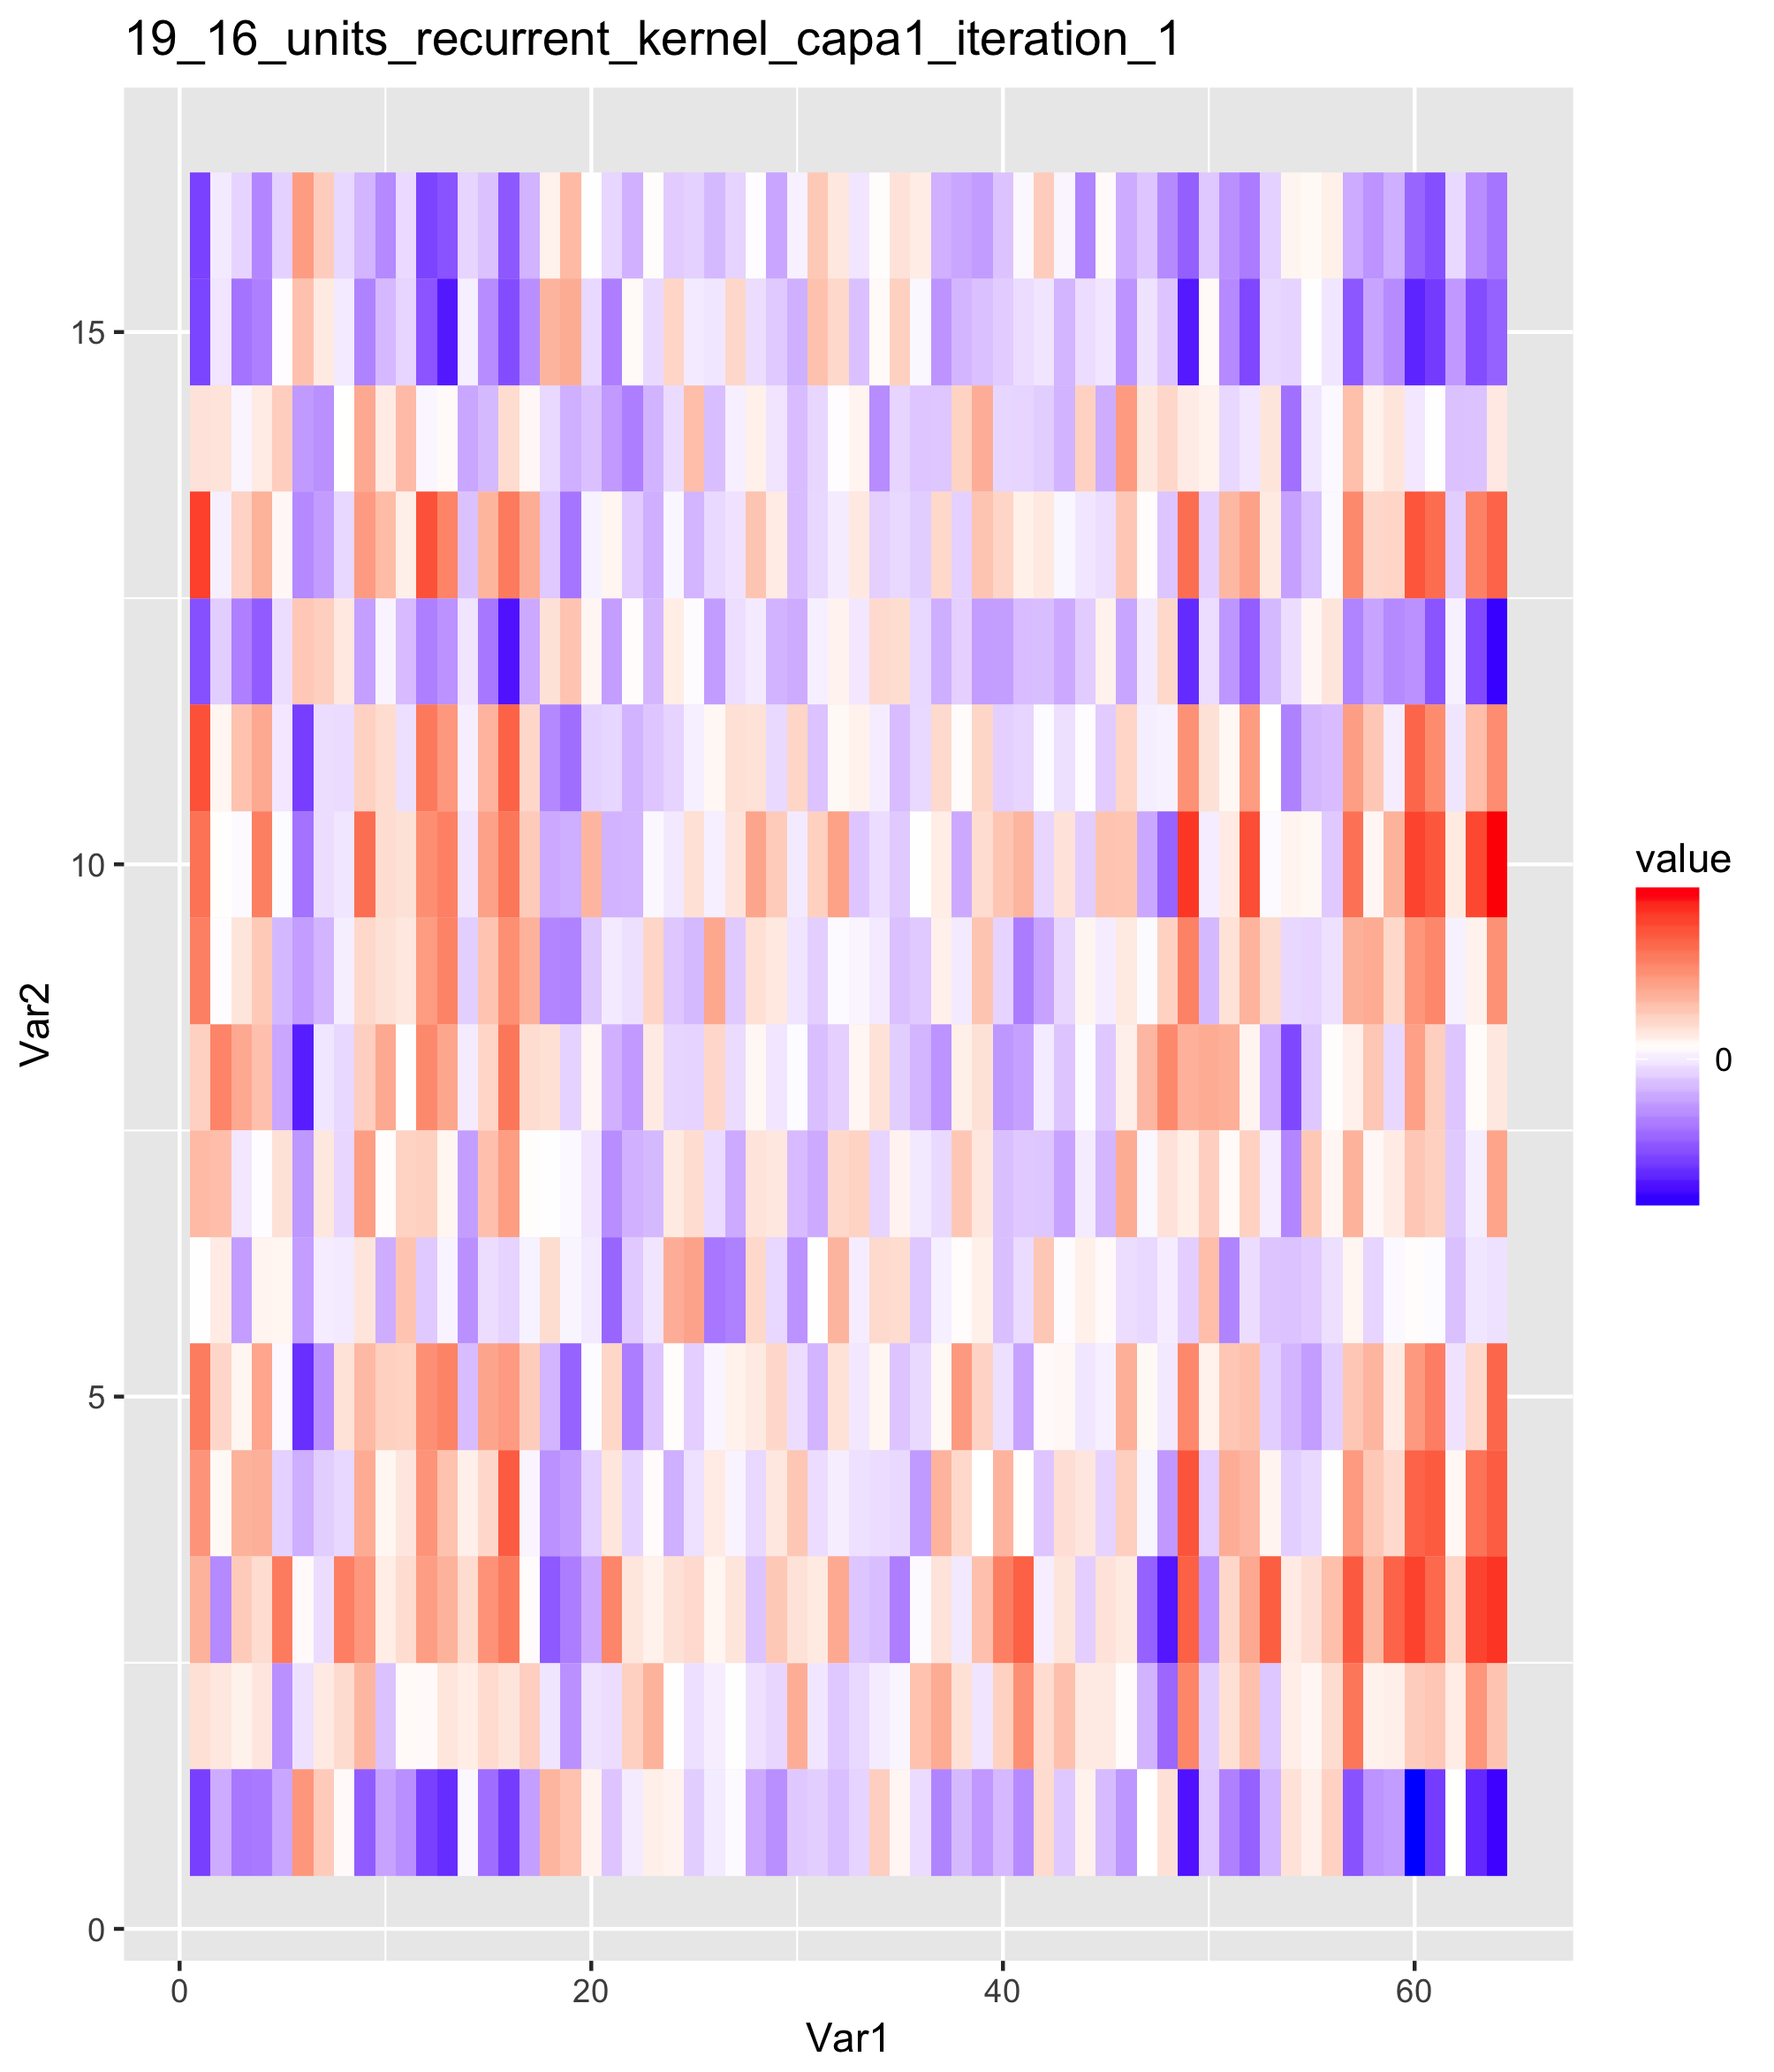 19_16_units_recurrent_kernel_capa1_iteration_1
15
10
5
0
0 20 40 60
Var1
Var2
value
0